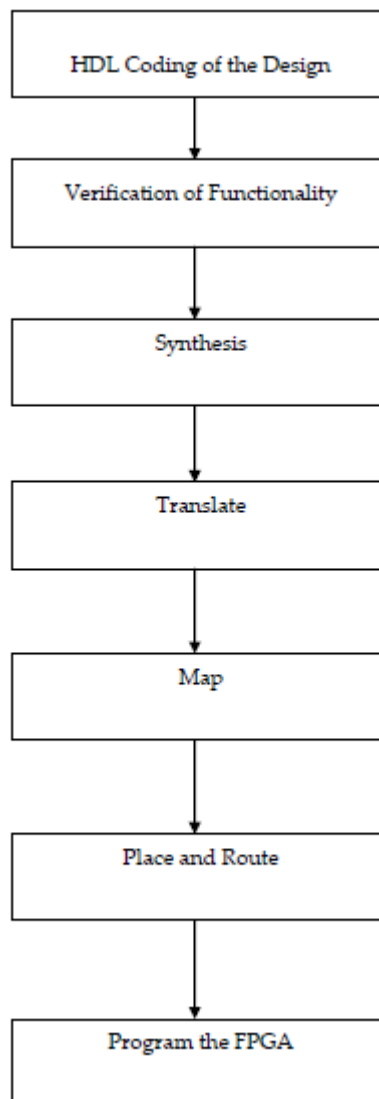 HDL Coding of the Design
Verification of Functionality
Synthesis
Translate
Map
Place and Route
Program the FPGA